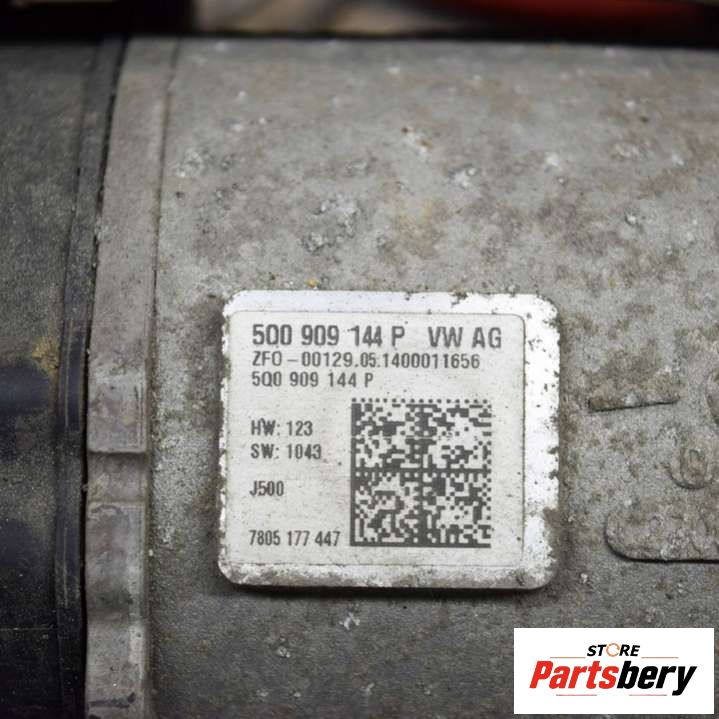 5Q0 909 144 P VW AG
ZFO-00129.05.1400011656
5Q0 909 144 P
HW: 123
SW: 1043
J500
7805 177 447
STORE
Partsbery